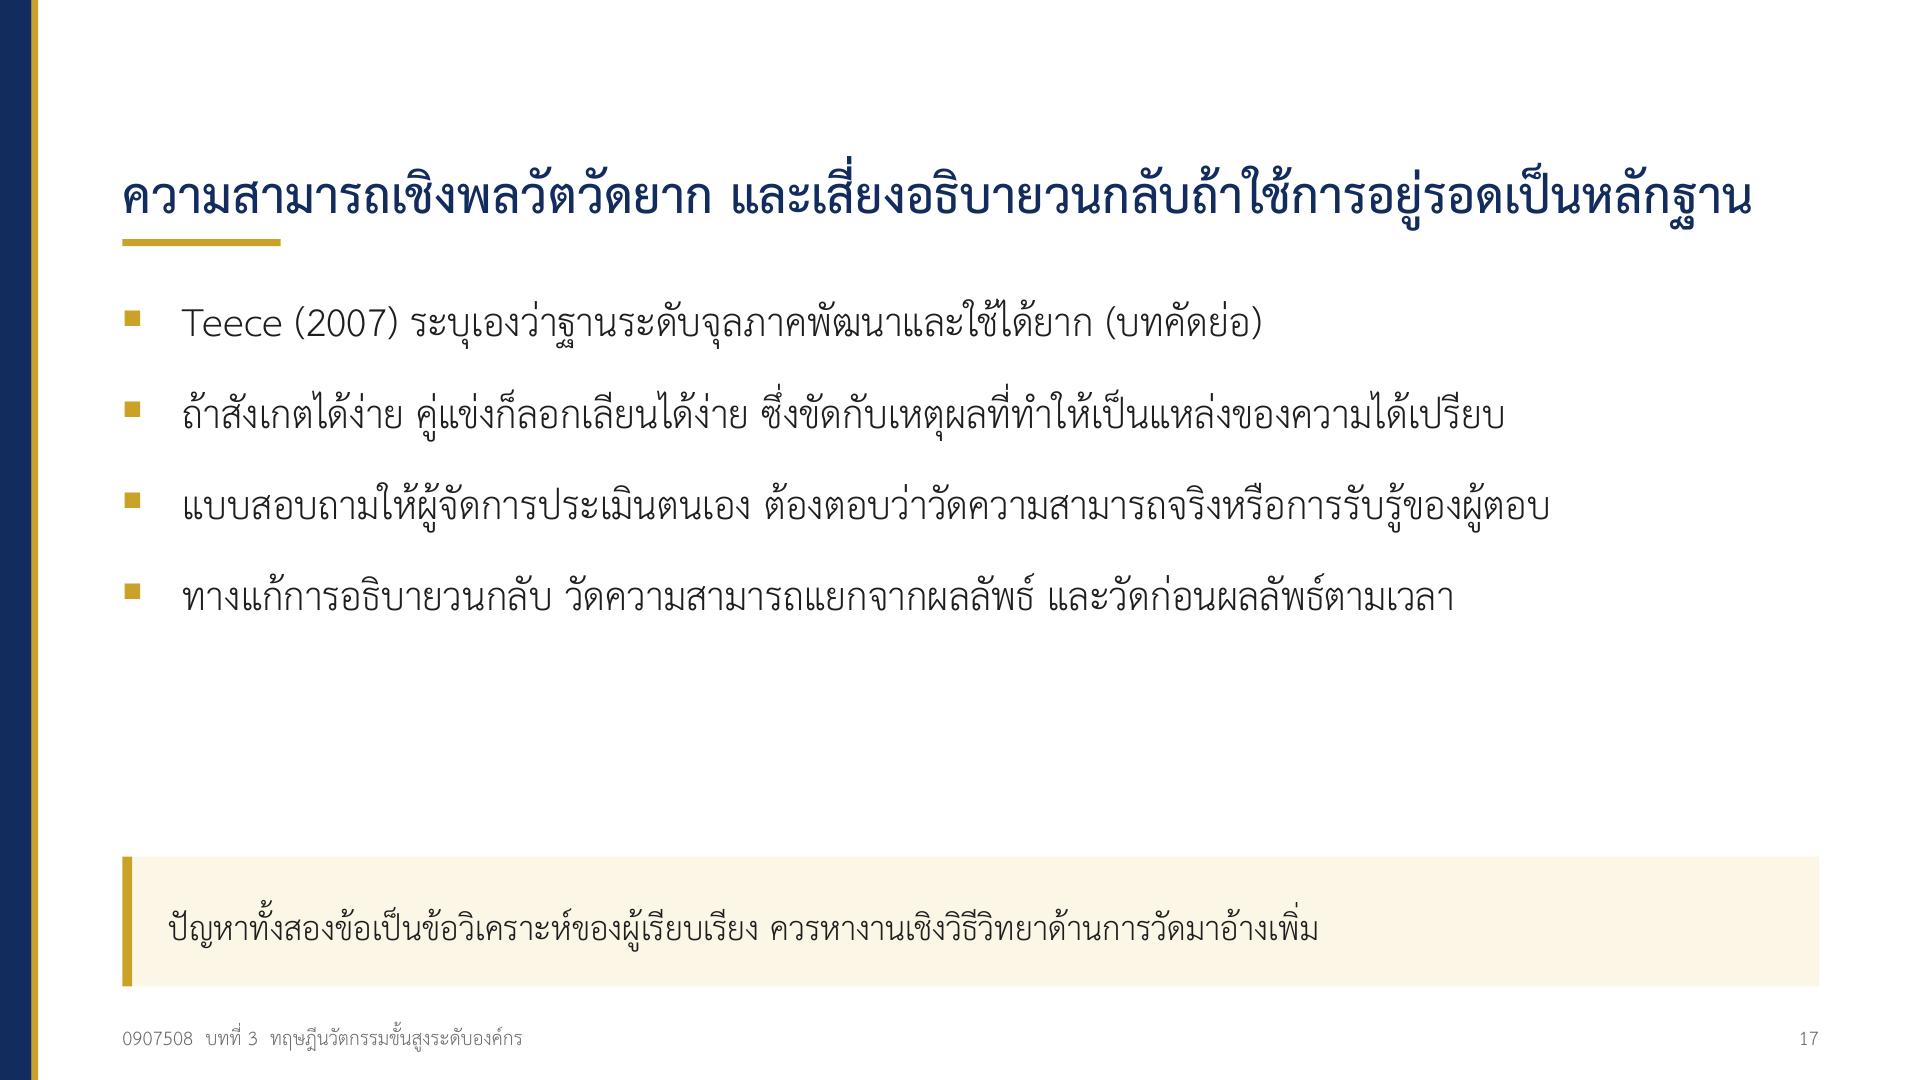 ความสามารถเชิงพลวัตวัดยาก และเสี่ยงอธิบายวนกลับถ้าใช้การอยู่รอดเป็นหลักฐาน
Teece (2007) ระบุเองว่าฐานระดับจุลภาคพัฒนาและใช้ได้ยาก (บทคัดย่อ)
ถ้าสังเกตได้ง่าย คู่แข่งก็ลอกเลียนได้ง่าย ซึ่งขัดกับเหตุผลที่ทำให้เป็นแหล่งของความได้เปรียบ
แบบสอบถามให้ผู้จัดการประเมินตนเอง ต้องตอบว่าวัดความสามารถจริงหรือการรับรู้ของผู้ตอบ
ทางแก้การอธิบายวนกลับ วัดความสามารถแยกจากผลลัพธ์ และวัดก่อนผลลัพธ์ตามเวลา
ปัญหาทั้งสองข้อเป็นข้อวิเคราะห์ของผู้เรียบเรียง ควรหางานเชิงวิธีวิทยาด้านการวัดมาอ้างเพิ่ม
0907508 บทที่ 3 ทฤษฎีนวัตกรรมขั้นสูงระดับองค์กร
17